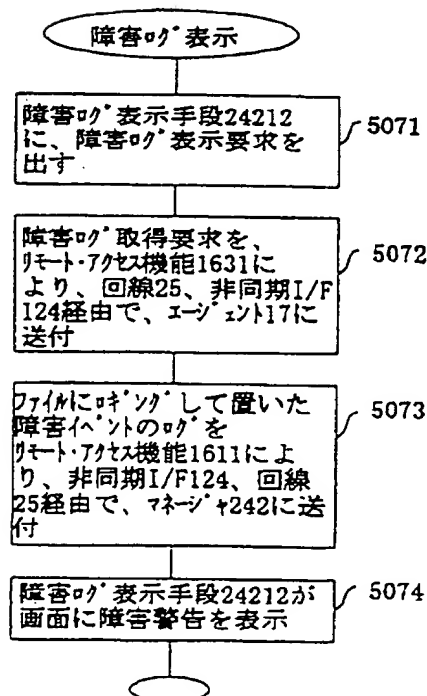 障害ログ表示
障害ログ表示手段24212
に、障害ログ表示要求を
出す
5071
障害ログ取得要求を、
リモート・アクセス機能1631に
より、回線25、非同期I/F
124経由で、エージェント17に
送付
5072
ファイルにロギングして置いた
障害イベントのログを
リモート・アクセス機能1611によ
り、非同期I/F124、回線
25経由で、マネージャ242に送
付
5073
障害ログ表示手段24212が
画面に障害警告を表示
5074